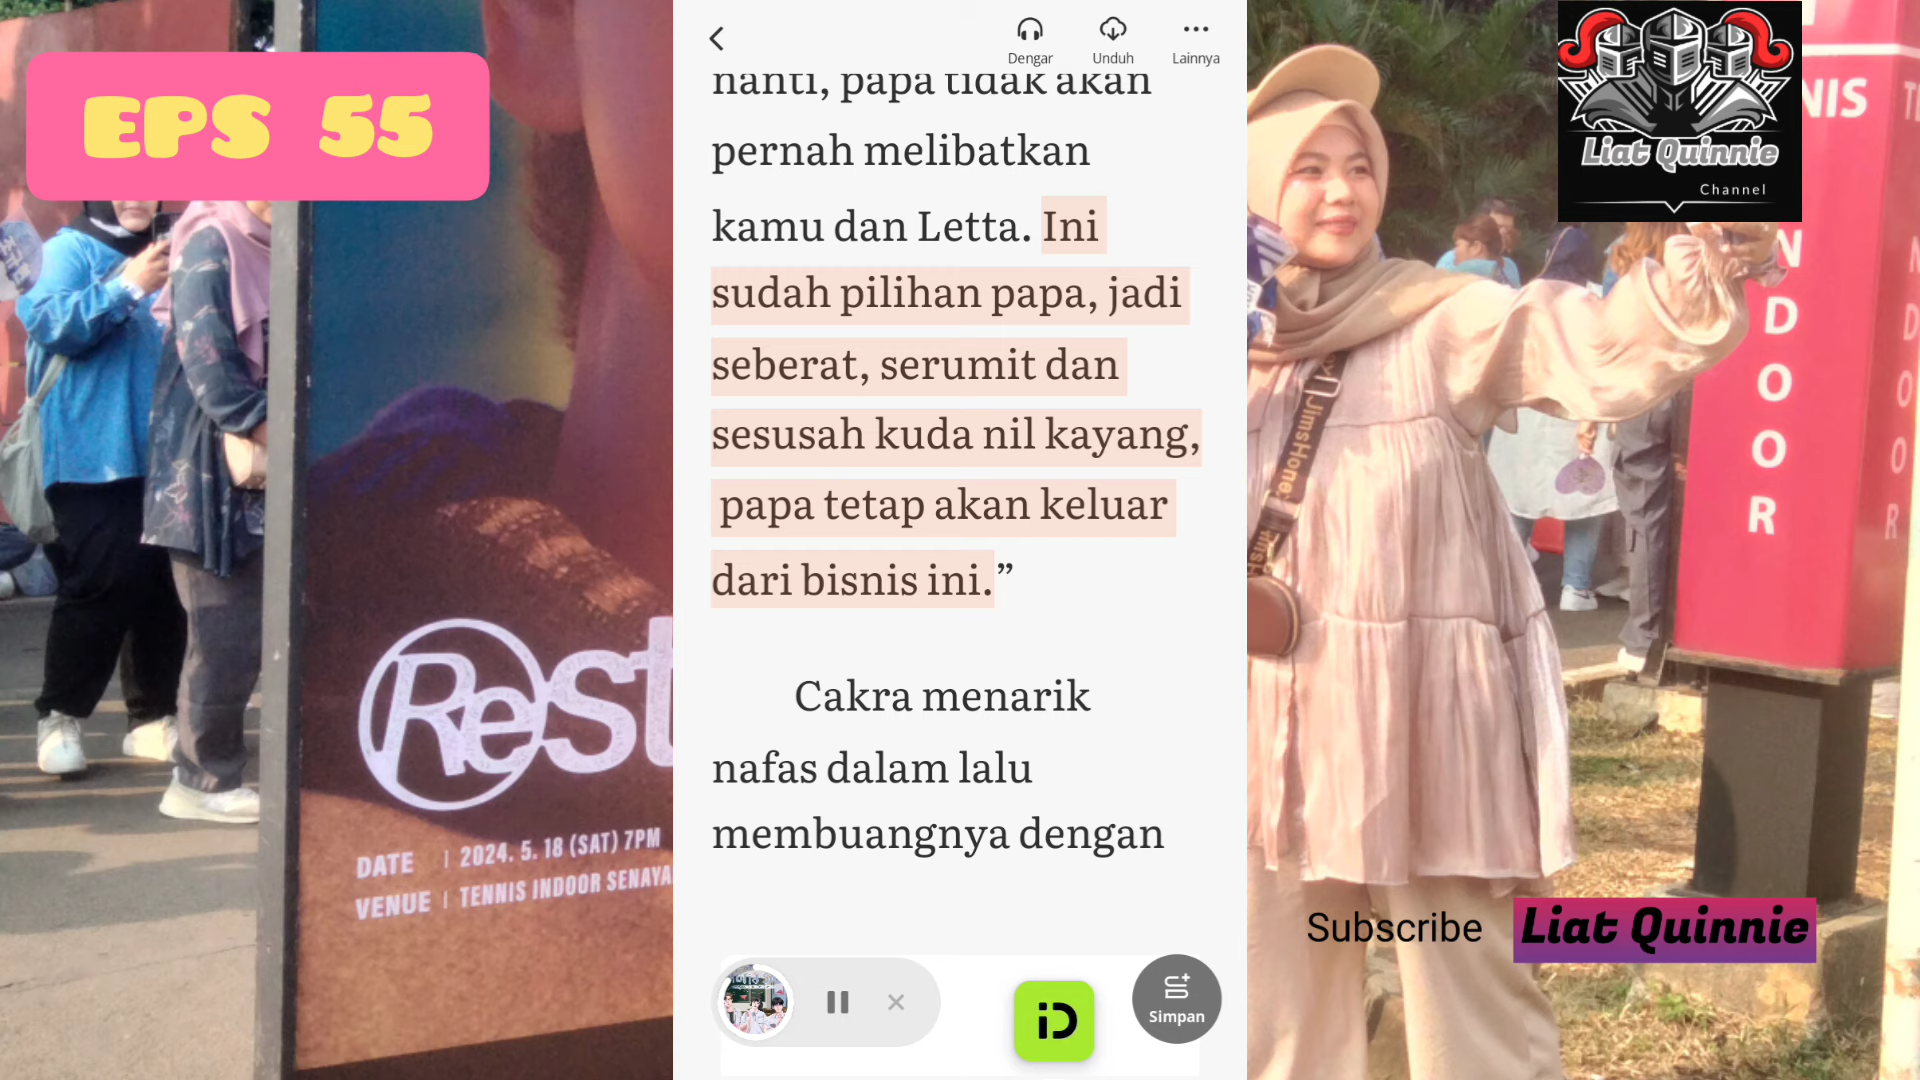 EPS 55
Dengar
Unduh
Lainnya
nanti, papa tidak akan
pernah melibatkan
kamu dan Letta. Ini
sudah pilihan papa, jadi
seberat, serumit dan
sesusah kuda nil kayang,
papa tetap akan keluar
dari bisnis ini.”
Cakra menarik
nafas dalam lalu
membuangnya dengan
iD
Simpan
ReSt
DATE | 2024. 5. 18 (SAT) 7PM
VENUE | TENNIS INDOOR SENAYA
Liat Quinnie
Channel
NIS
NDOOR
JimsHoney
Subscribe
Liat Quinnie